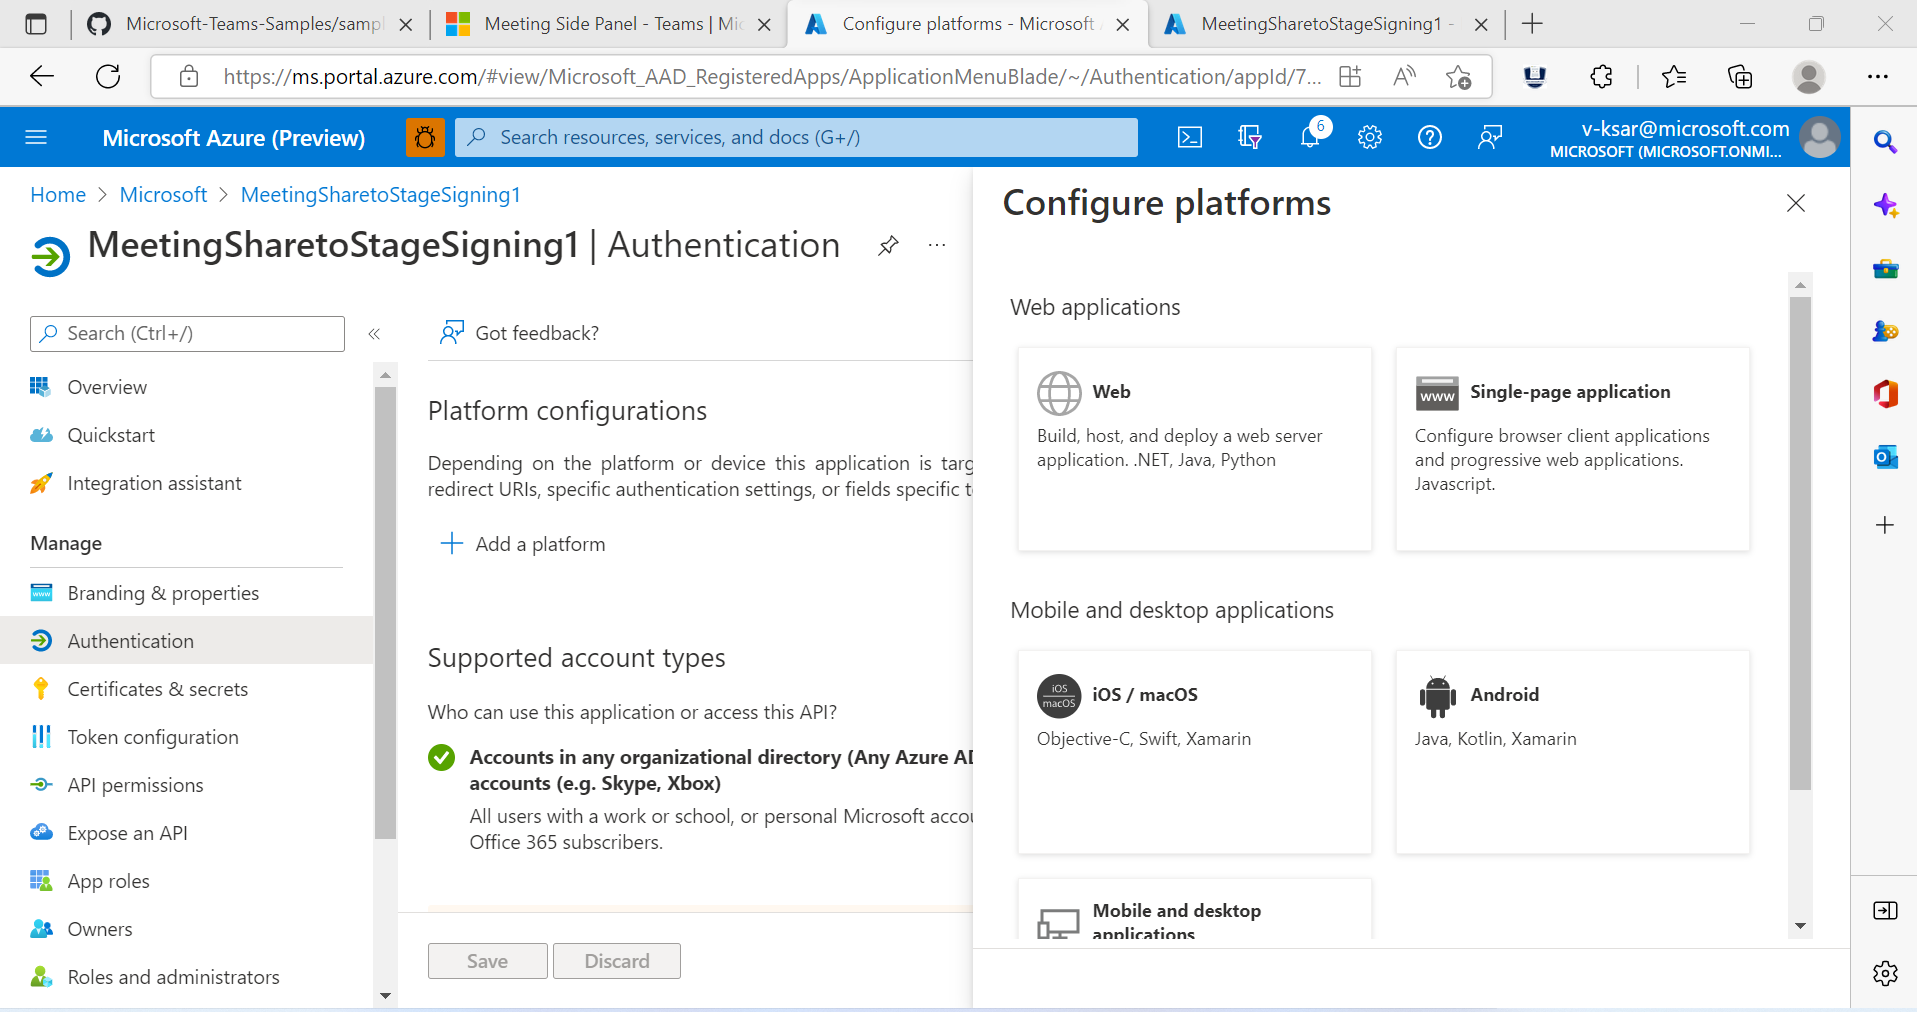 Microsoft-Teams-Samples/sampl
Meeting Side Panel - Teams | Mic
Configure platforms - Microsoft A
MeetingSharetoStageSigning1 -
https://ms.portal.azure.com/#view/Microsoft_AAD_RegisteredApps/ApplicationMenuBlade/~/Authentication/appId/7...
Microsoft Azure (Preview)
Search resources, services, and docs (G+/)
6
v-ksar@microsoft.com
MICROSOFT (MICROSOFT.ONMI...
Home > Microsoft > MeetingSharetoStageSigning1
MeetingSharetoStageSigning1 | Authentication
Search (Ctrl+/)
Overview
Quickstart
Integration assistant
Manage
Branding & properties
Authentication
Certificates & secrets
Token configuration
API permissions
Expose an API
App roles
Owners
Roles and administrators
Got feedback?
Platform configurations
Depending on the platform or device this application is targ
redirect URIs, specific authentication settings, or fields specific t
Add a platform
Supported account types
Who can use this application or access this API?
Accounts in any organizational directory (Any Azure AD
accounts (e.g. Skype, Xbox)
All users with a work or school, or personal Microsoft accou
Office 365 subscribers.
Save
Discard
Configure platforms
Web applications
Web
Build, host, and deploy a web server
application. .NET, Java, Python
www
Single-page application
Configure browser client applications
and progressive web applications.
Javascript.
Mobile and desktop applications
iOS
macOS
iOS / macOS
Objective-C, Swift, Xamarin
Android
Java, Kotlin, Xamarin
Mobile and desktop
applications